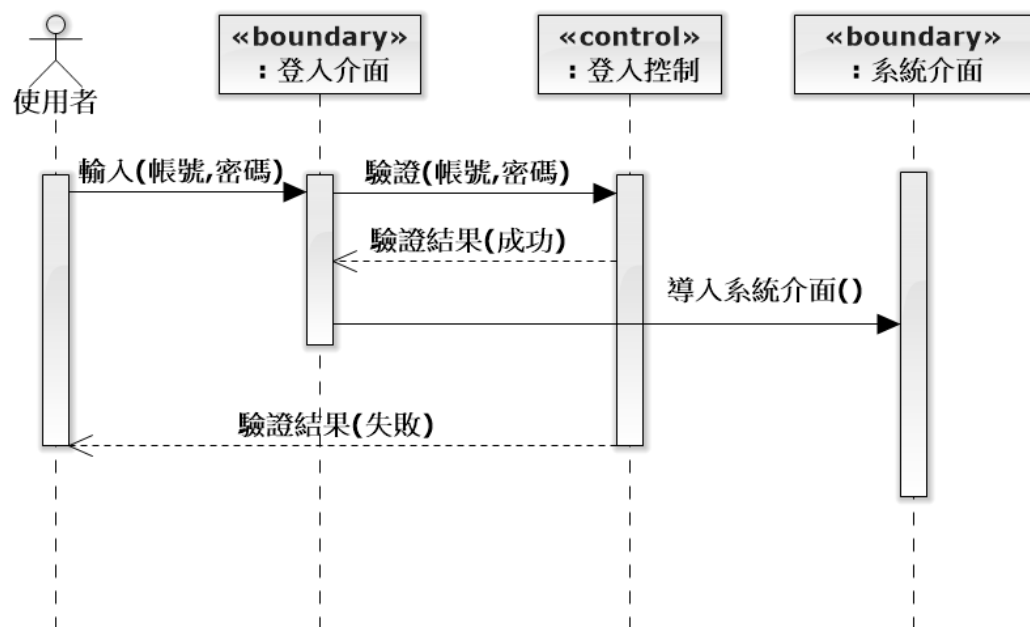 «boundary»
: 登入介面
«control»
: 登入控制
«boundary»
: 系統介面
使用者
輸入(帳號,密碼)
驗證(帳號,密碼)
驗證結果(成功)
導入系統介面()
驗證結果(失敗)